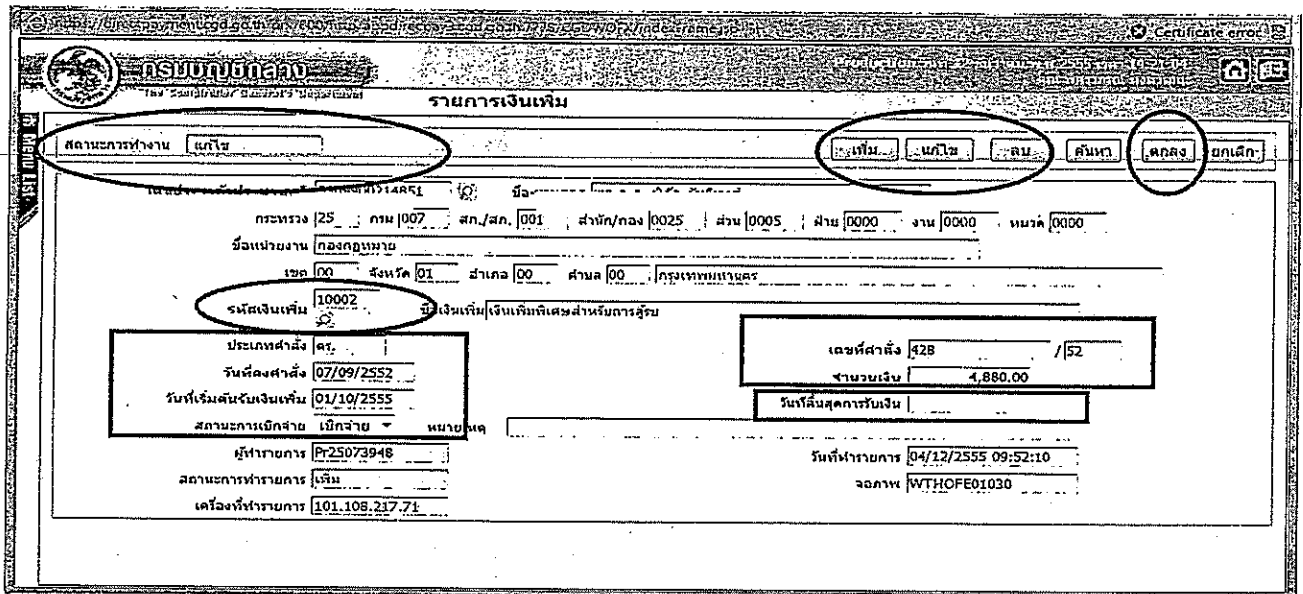 Certificate error
กรมบัญชีกลาง
รายการเงินเพิ่ม
สถานะการทำงาน แก้ไข เพิ่ม แก้ไข ลบ ค้นหา ตกลง ยกเลิก
กระทรวง 25 กรม 007 สก./สก. 001 สำนัก/กอง 0025 ส่วน 0005 ฝ่าย 0000 งาน 0000 หมวด 0000
ชื่อหน่วยงาน กองกฎหมาย
เขต 00 จังหวัด 01 อำเภอ 00 ตำบล 00 กรุงเทพมหานคร
รหัสเงินเพิ่ม 10002 ชื่อเงินเพิ่ม เงินเพิ่มพิเศษสำหรับการสู้รบ
ประเภทคำสั่ง ตร. เลขที่คำสั่ง 428 / 52
วันที่ลงคำสั่ง 07/09/2552 จำนวนเงิน 4,880.00
วันที่เริ่มต้นรับเงินเพิ่ม 01/10/2555 วันที่สิ้นสุดการรับเงิน
สถานะการเบิกจ่าย เบิกจ่าย หมายเหตุ
ผู้ทำรายการ Pr25073948 วันที่ทำรายการ 04/12/2555 09:52:10
สถานะการทำรายการ เพิ่ม จอภาพ WTHOFE01030
เครื่องที่ทำรายการ 101.108.217.71